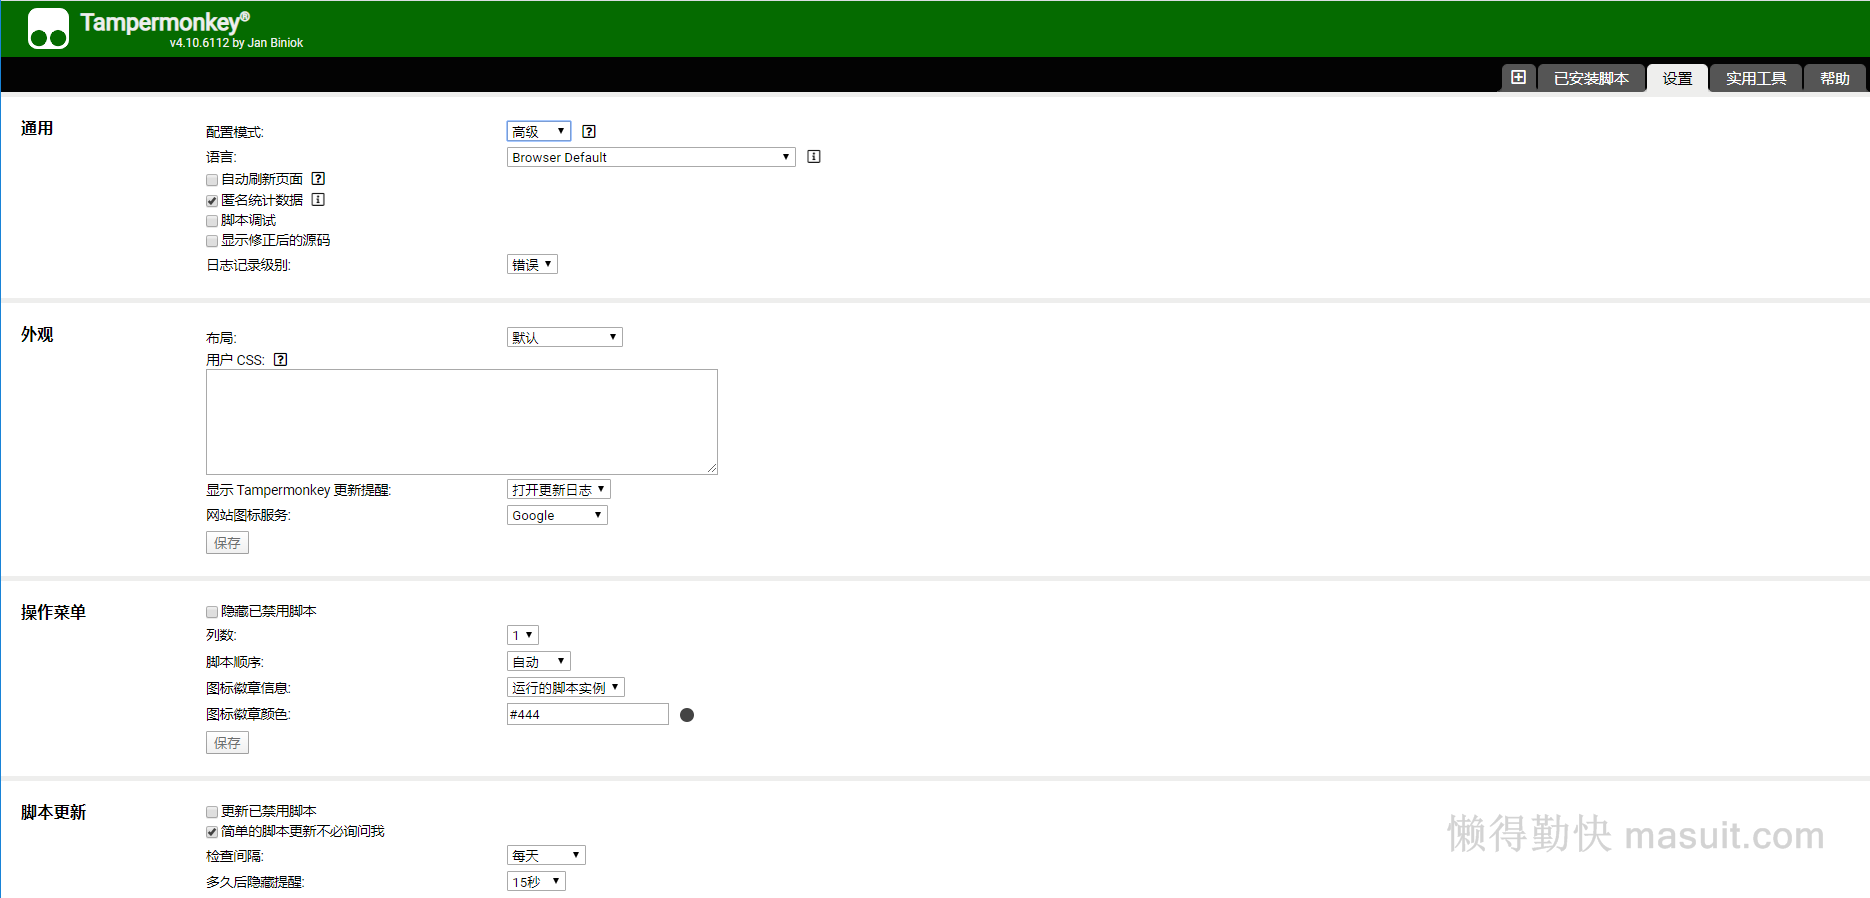 Tampermonkey®
v4.10.6112 by Jan Biniok
已安装脚本 设置 实用工具 帮助
通用
配置模式: 高级
语言: Browser Default
自动刷新页面
匿名统计数据
脚本调试
显示修正后的源码
日志记录级别: 错误
外观
布局: 默认
用户 CSS:
显示 Tampermonkey 更新提醒: 打开更新日志
网站图标服务: Google
保存
操作菜单
隐藏已禁用脚本
列数: 1
脚本顺序: 自动
图标徽章信息: 运行的脚本实例
图标徽章颜色: #444
保存
脚本更新
更新已禁用脚本
简单的脚本更新不必询问我
检查间隔: 每天
多久后隐藏提醒: 15秒
懒得勤快 masuit.com